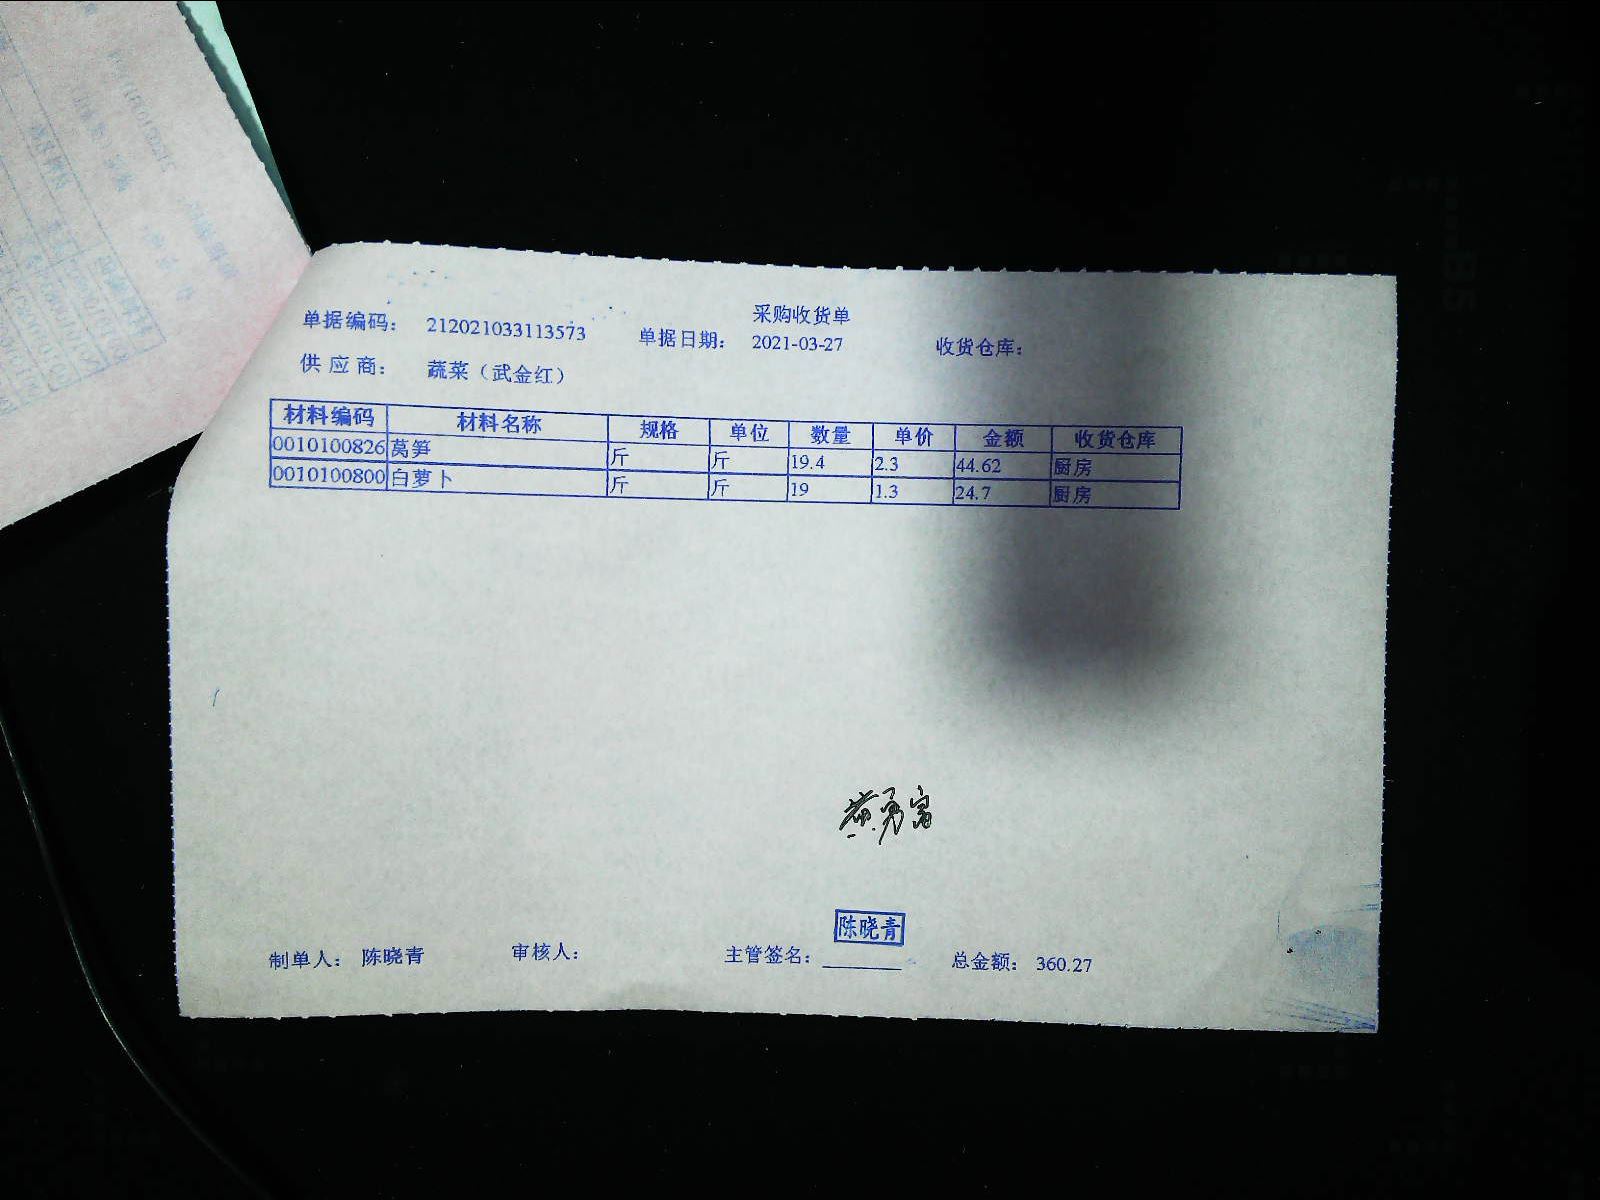 采购收货单
单据编码： 212021033113573 单据日期： 2021-03-27 收货仓库：
供应商： 蔬菜（武金红）
材料编码 材料名称 规格 单位 数量 单价 金额 收货仓库
0010100826 莴笋 斤 斤 19.4 2.3 44.62 厨房
0010100800 白萝卜 斤 斤 19 1.3 24.7 厨房
黄勇富
陈晓青
制单人： 陈晓青 审核人： 主管签名： 总金额： 360.27